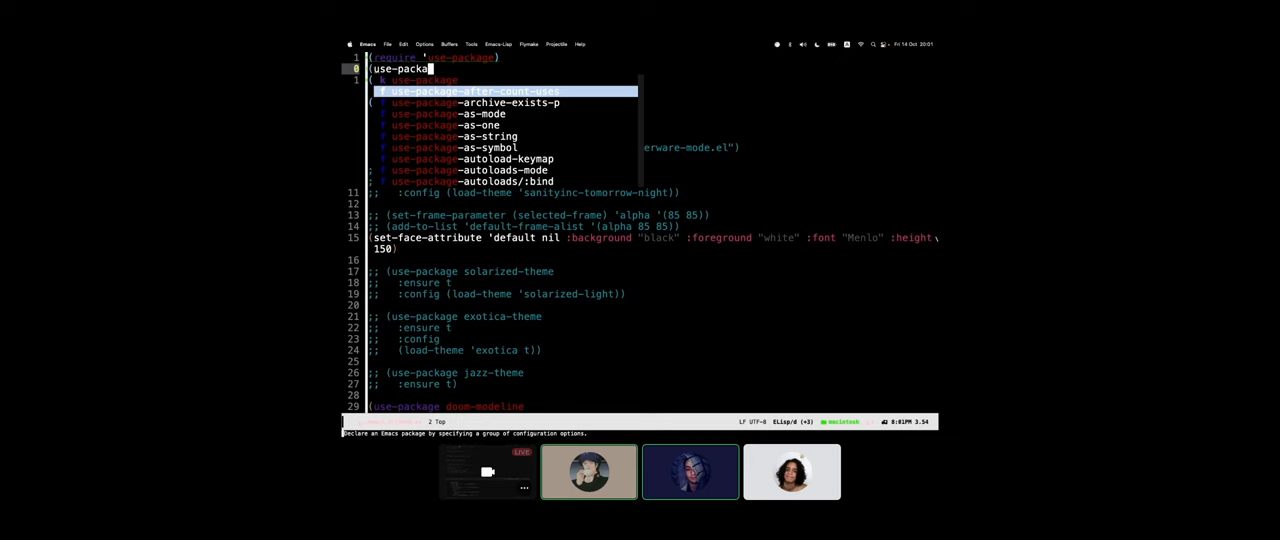 Emacs File Edit Options Buffers Tools Emacs-Lisp Flymake Projectile Help
A Fri 14 Oct 20:01
1 (require 'use-package)
0 (use-packa
1 ( k use-package
f use-package-after-count-uses
( f use-package-archive-exists-p
f use-package-as-mode
f use-package-as-one
f use-package-as-string
f use-package-as-symbol erware-mode.el")
f use-package-autoload-keymap
; f use-package-autoloads-mode
; f use-package-autoloads/:bind
11 ;; :config (load-theme 'sanityinc-tomorrow-night))
12
13 ;; (set-frame-parameter (selected-frame) 'alpha '(85 85))
14 ;; (add-to-list 'default-frame-alist '(alpha 85 85))
15 (set-face-attribute 'default nil :background "black" :foreground "white" :font "Menlo" :height \
150)
16
17 ;; (use-package solarized-theme
18 ;; :ensure t
19 ;; :config (load-theme 'solarized-light))
20
21 ;; (use-package exotica-theme
22 ;; :ensure t
23 ;; :config
24 ;; (load-theme 'exotica t))
25
26 ;; (use-package jazz-theme
27 ;; :ensure t)
28
29 (use-package doom-modeline
2 Top LF UTF-8 ELisp/d (+3) macintosh 8:01PM 3.54
Declare an Emacs package by specifying a group of configuration options.
LIVE